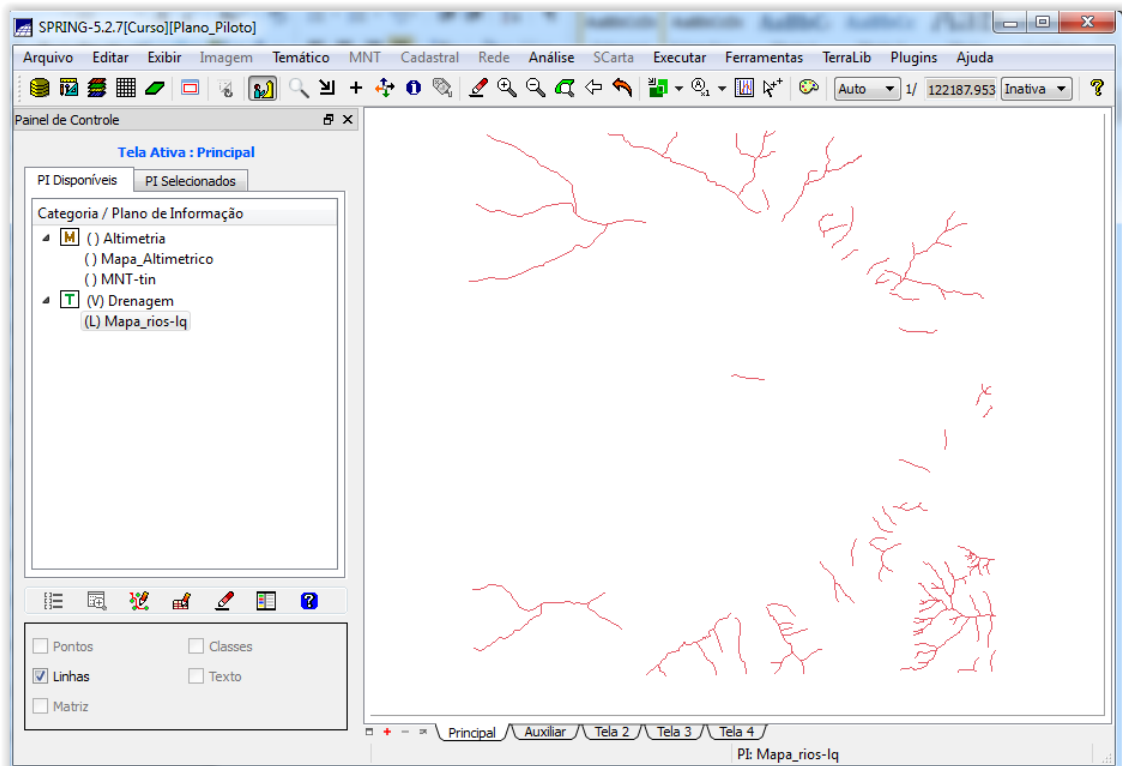 SPRING-5.2.7[Curso][Plano_Piloto]
Arquivo Editar Exibir Imagem Temático MNT Cadastral Rede Análise SCarta Executar Ferramentas TerraLib Plugins Ajuda
Auto 1/ 122187.953 Inativa
Painel de Controle
Tela Ativa : Principal
PI Disponíveis PI Selecionados
Categoria / Plano de Informação
M () Altimetria
() Mapa_Altimetrico
() MNT-tin
T (V) Drenagem
(L) Mapa_rios-lq
Pontos Classes
Linhas Texto
Matriz
Principal Auxiliar Tela 2 Tela 3 Tela 4
PI: Mapa_rios-lq